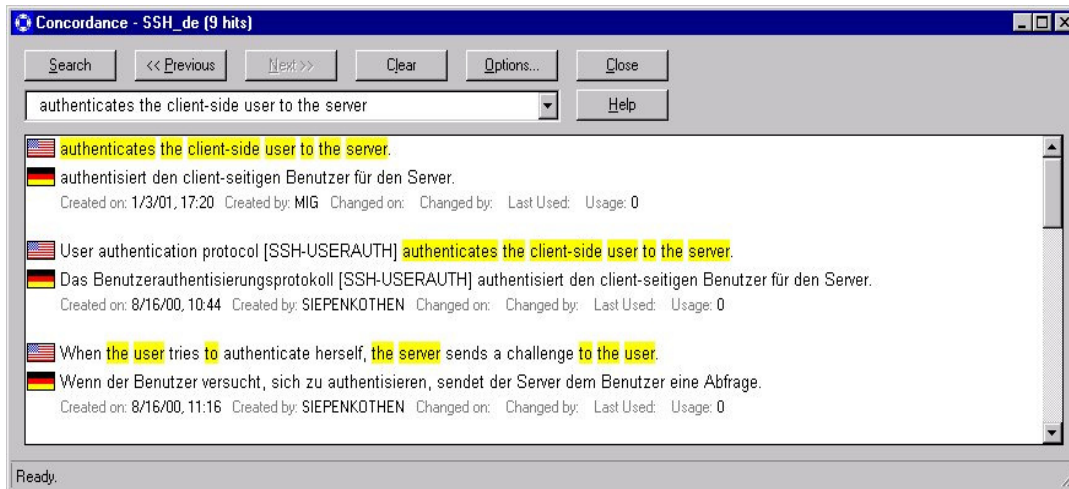 Concordance - SSH_de (9 hits)
Search << Previous Next >> Clear Options... Close
authenticates the client-side user to the server Help
authenticates the client-side user to the server.
authentisiert den client-seitigen Benutzer für den Server.
Created on: 1/3/01, 17:20 Created by: MIG Changed on: Changed by: Last Used: Usage: 0
User authentication protocol [SSH-USERAUTH] authenticates the client-side user to the server.
Das Benutzerauthentisierungsprotokoll [SSH-USERAUTH] authentisiert den client-seitigen Benutzer für den Server.
Created on: 8/16/00, 10:44 Created by: SIEPENKOTHEN Changed on: Changed by: Last Used: Usage: 0
When the user tries to authenticate herself, the server sends a challenge to the user.
Wenn der Benutzer versucht, sich zu authentisieren, sendet der Server dem Benutzer eine Abfrage.
Created on: 8/16/00, 11:16 Created by: SIEPENKOTHEN Changed on: Changed by: Last Used: Usage: 0
Ready.